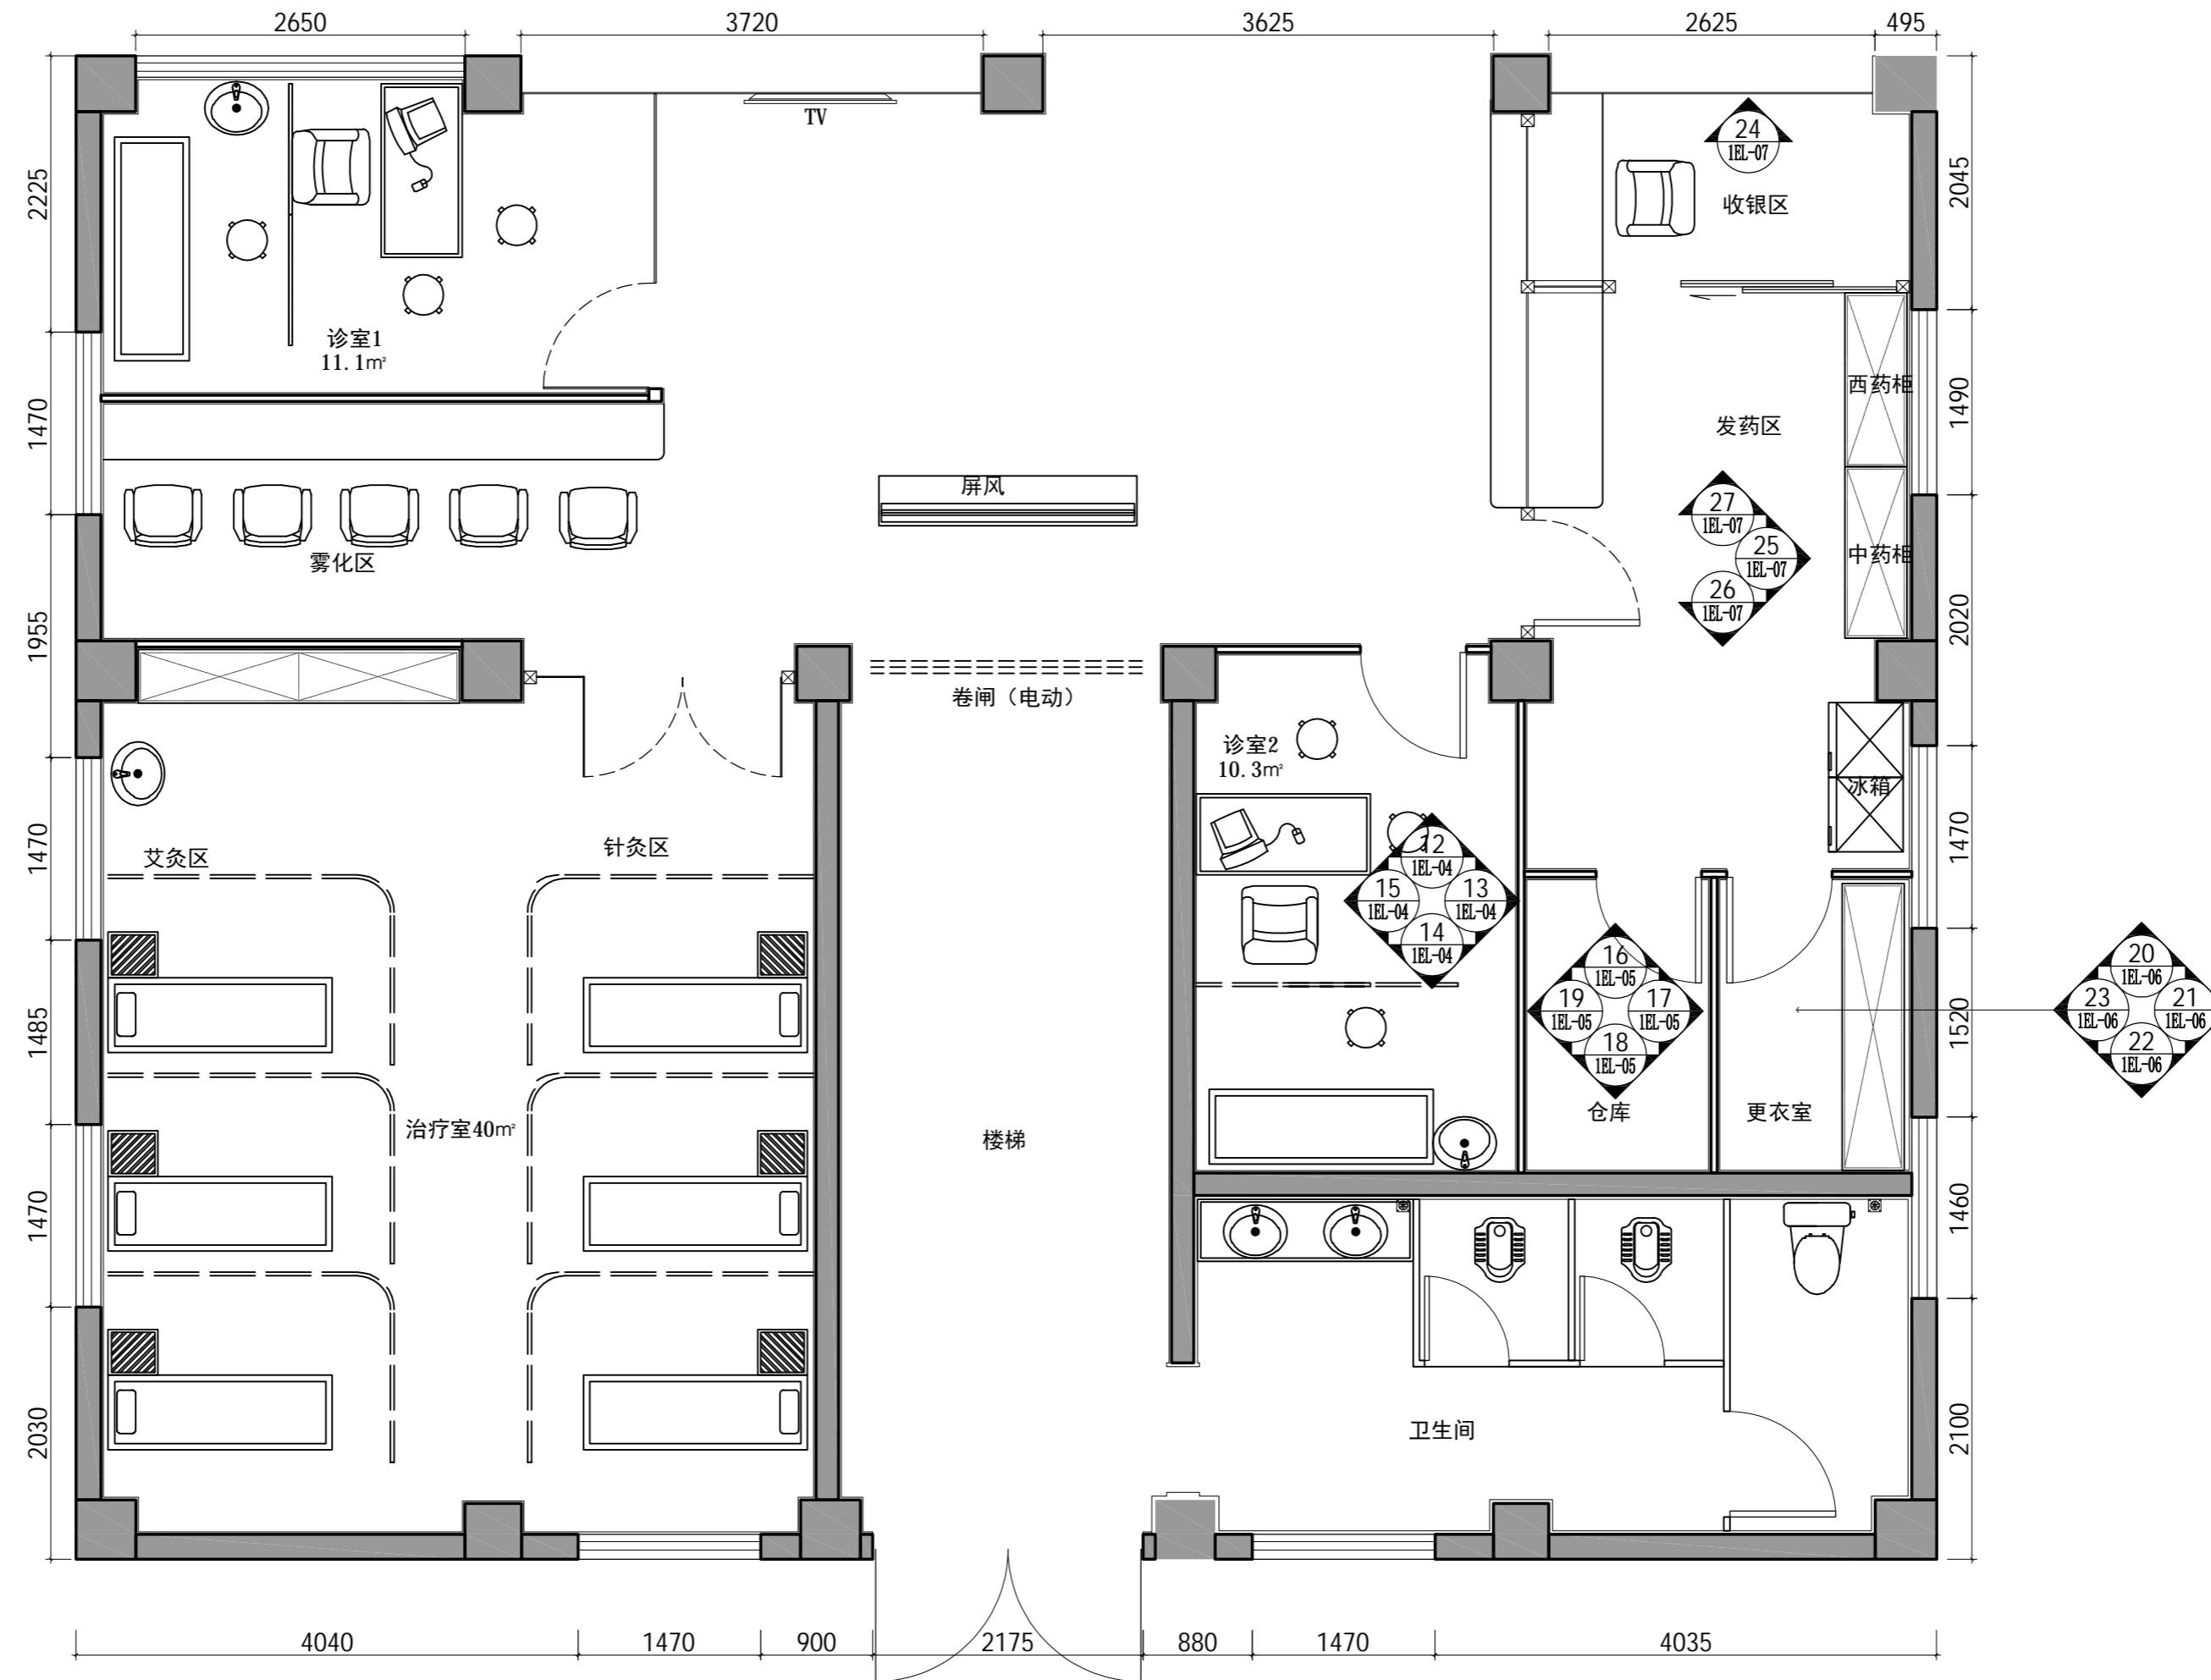 2650
3720
3625
2625
495
TV
24
1EL-07
收银区
2225
1470
1955
1470
1485
1470
2030
2045
1490
2020
1470
1520
1460
2100
诊室1
11.1㎡
西药柜
发药区
屏风
27
1EL-07
25
1EL-07
26
1EL-07
中药柜
雾化区
卷闸（电动）
诊室2
10.3㎡
冰箱
艾灸区
针灸区
12
1EL-04
15
1EL-04
13
1EL-04
14
1EL-04
16
1EL-05
19
1EL-05
17
1EL-05
18
1EL-05
20
1EL-06
23
1EL-06
21
1EL-06
22
1EL-06
治疗室40㎡
楼梯
仓库
更衣室
卫生间
4040
1470
900
2175
880
1470
4035